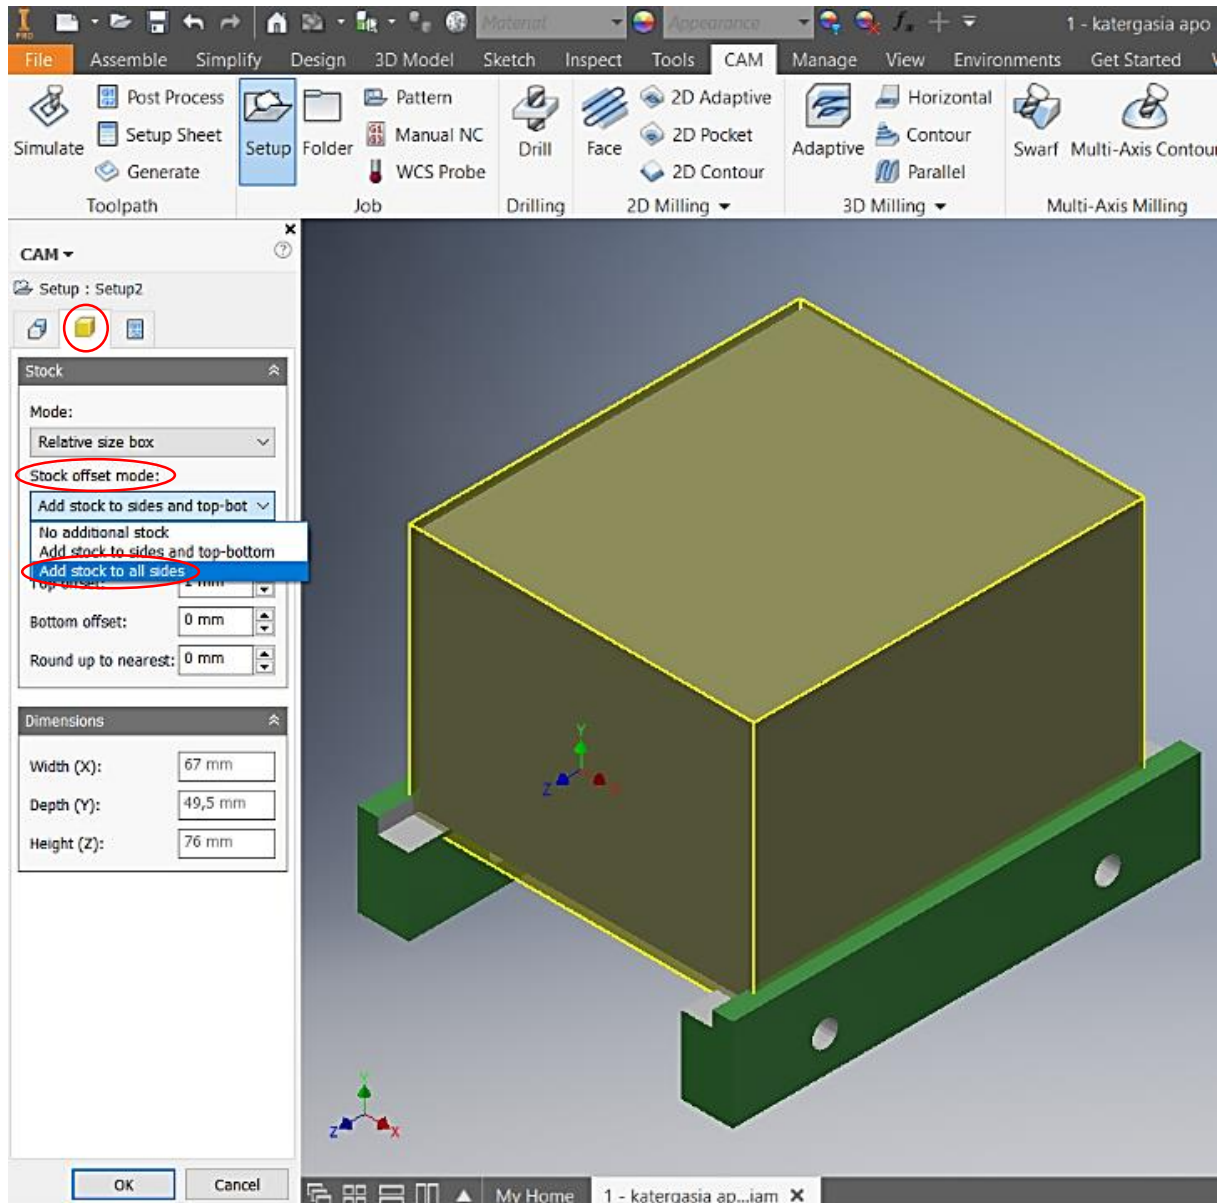 PRO
Material
Appearance
1 - katergasia apo
File Assemble Simplify Design 3D Model Sketch Inspect Tools CAM Manage View Environments Get Started
Simulate
Post Process
Setup Sheet
Generate
Toolpath
Setup
Folder
Pattern
Manual NC
WCS Probe
Job
Drill
Drilling
Face
2D Adaptive
2D Pocket
2D Contour
2D Milling
Adaptive
Horizontal
Contour
Parallel
3D Milling
Swarf
Multi-Axis Contour
Multi-Axis Milling
CAM
Setup : Setup2
Stock
Mode:
Relative size box
Stock offset mode:
Add stock to sides and top-bot
No additional stock
Add stock to sides and top-bottom
Add stock to all sides
Top offset:
Bottom offset: 0 mm
Round up to nearest: 0 mm
Dimensions
Width (X): 67 mm
Depth (Y): 49,5 mm
Height (Z): 76 mm
OK Cancel
Y
Z
Y
Z X
My Home 1 - katergasia ap...iam